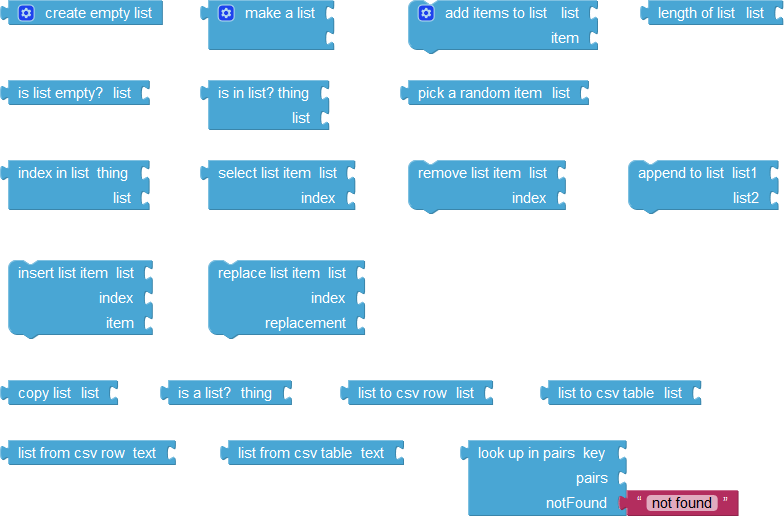 create empty list
make a list
add items to list list
item
length of list list
is list empty? list
is in list? thing
list
pick a random item list
index in list thing
list
select list item list
index
remove list item list
index
append to list list1
list2
insert list item list
index
item
replace list item list
index
replacement
copy list list
is a list? thing
list to csv row list
list to csv table list
list from csv row text
list from csv table text
look up in pairs key
pairs
notFound “ not found ”